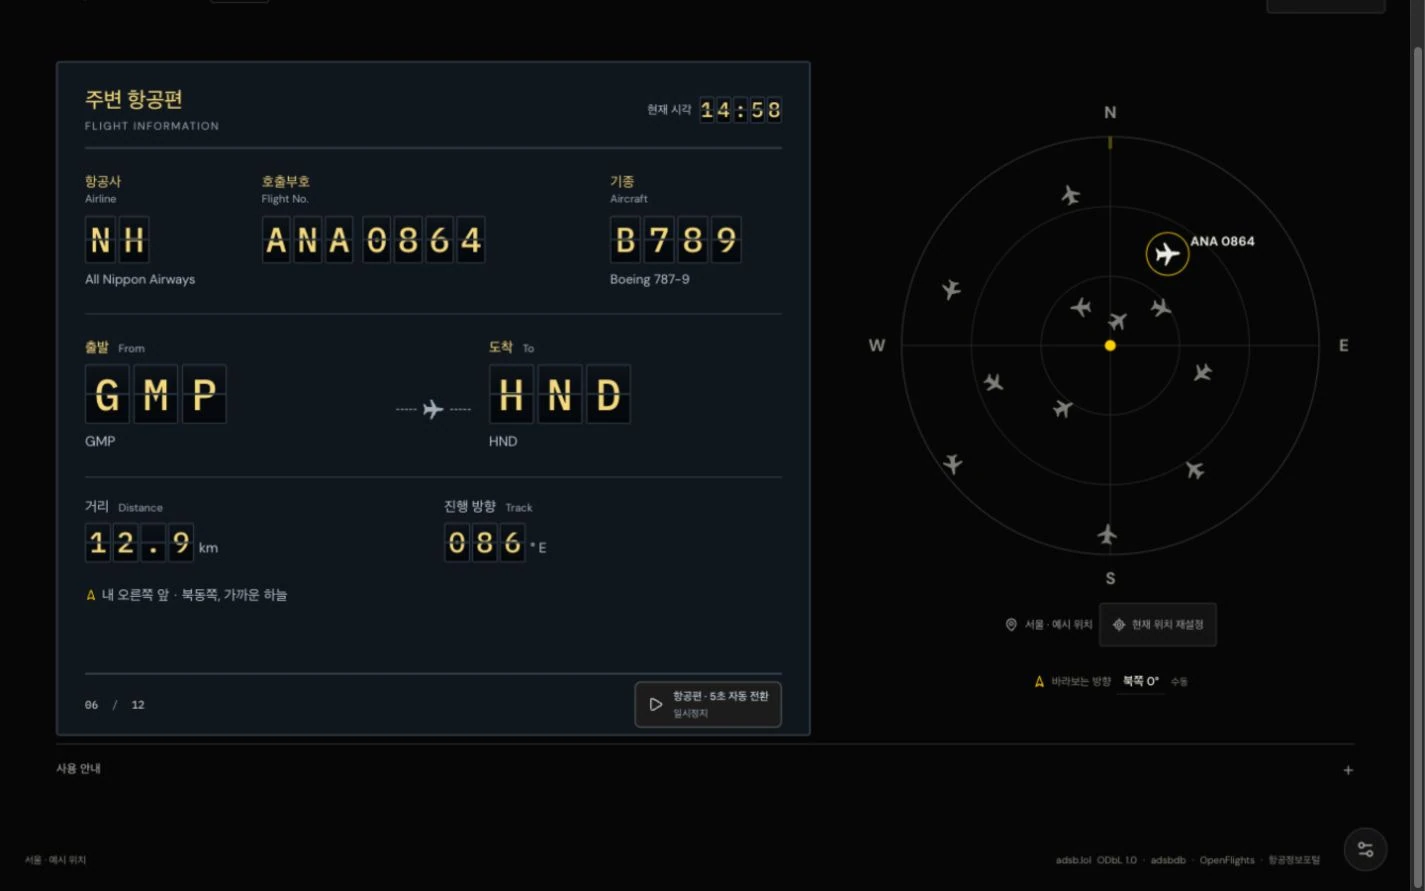 주변 항공편
FLIGHT INFORMATION
현재 시각 14:58
항공사
Airline
NH
All Nippon Airways
호출부호
Flight No.
ANA 0864
기종
Aircraft
B789
Boeing 787-9
출발 From
GMP
GMP
도착 To
HND
HND
거리 Distance
12.9 km
진행 방향 Track
086 ° E
내 오른쪽 앞 · 북동쪽, 가까운 하늘
06 / 12
항공편 · 5초 자동 전환
일시정지
N
ANA 0864
W
E
S
서울 · 예시 위치
현재 위치 재설정
바라보는 방향 북쪽 0° 수동
사용 안내
+
서울 · 예시 위치
adsb.lol ODbL 1.0 · adsbdb · OpenFlights · 항공정보포털